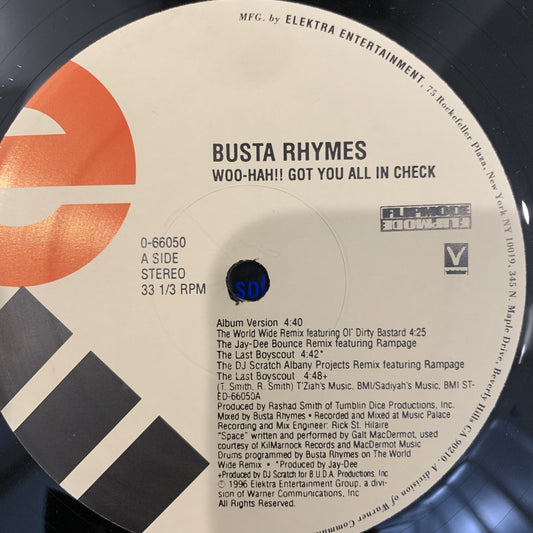 MFG. by ELEKTRA ENTERTAINMENT, 75 Rockefeller Plaza, New York NY 10019, 345 N. Maple Drive, Beverly Hills CA 90210. A division of Warner Commun
e
BUSTA RHYMES
WOO-HAH!! GOT YOU ALL IN CHECK
FLIPMODE
FLIPMODE
V
0-66050
A SIDE
STEREO
33 1/3 RPM
SO
Album Version 4:40
The World Wide Remix featuring Ol' Dirty Bastard 4:25
The Jay-Dee Bounce Remix featuring Rampage
The Last Boyscout 4:42*
The DJ Scratch Albany Projects Remix featuring Rampage
The Last Boyscout 4:48+
(T. Smith, R. Smith) T'Ziah's Music, BMI/Sadiyah's Music, BMI ST-
ED-66050A
Produced by Rashad Smith of Tumblin Dice Productions, Inc.
Mixed by Busta Rhymes • Recorded and Mixed at Music Palace
Recording and Mix Engineer: Rick St. Hilaire
"Space" written and performed by Galt MacDermot, used
courtesy of KilMarnock Records and MacDermot Music
Drums programmed by Busta Rhymes on The World
Wide Remix • *Produced by Jay-Dee
+Produced by DJ Scratch for B.U.D.A. Productions, Inc
℗ 1996 Elektra Entertainment Group. a divi-
sion of Warner Communications, Inc
All Rights Reserved.